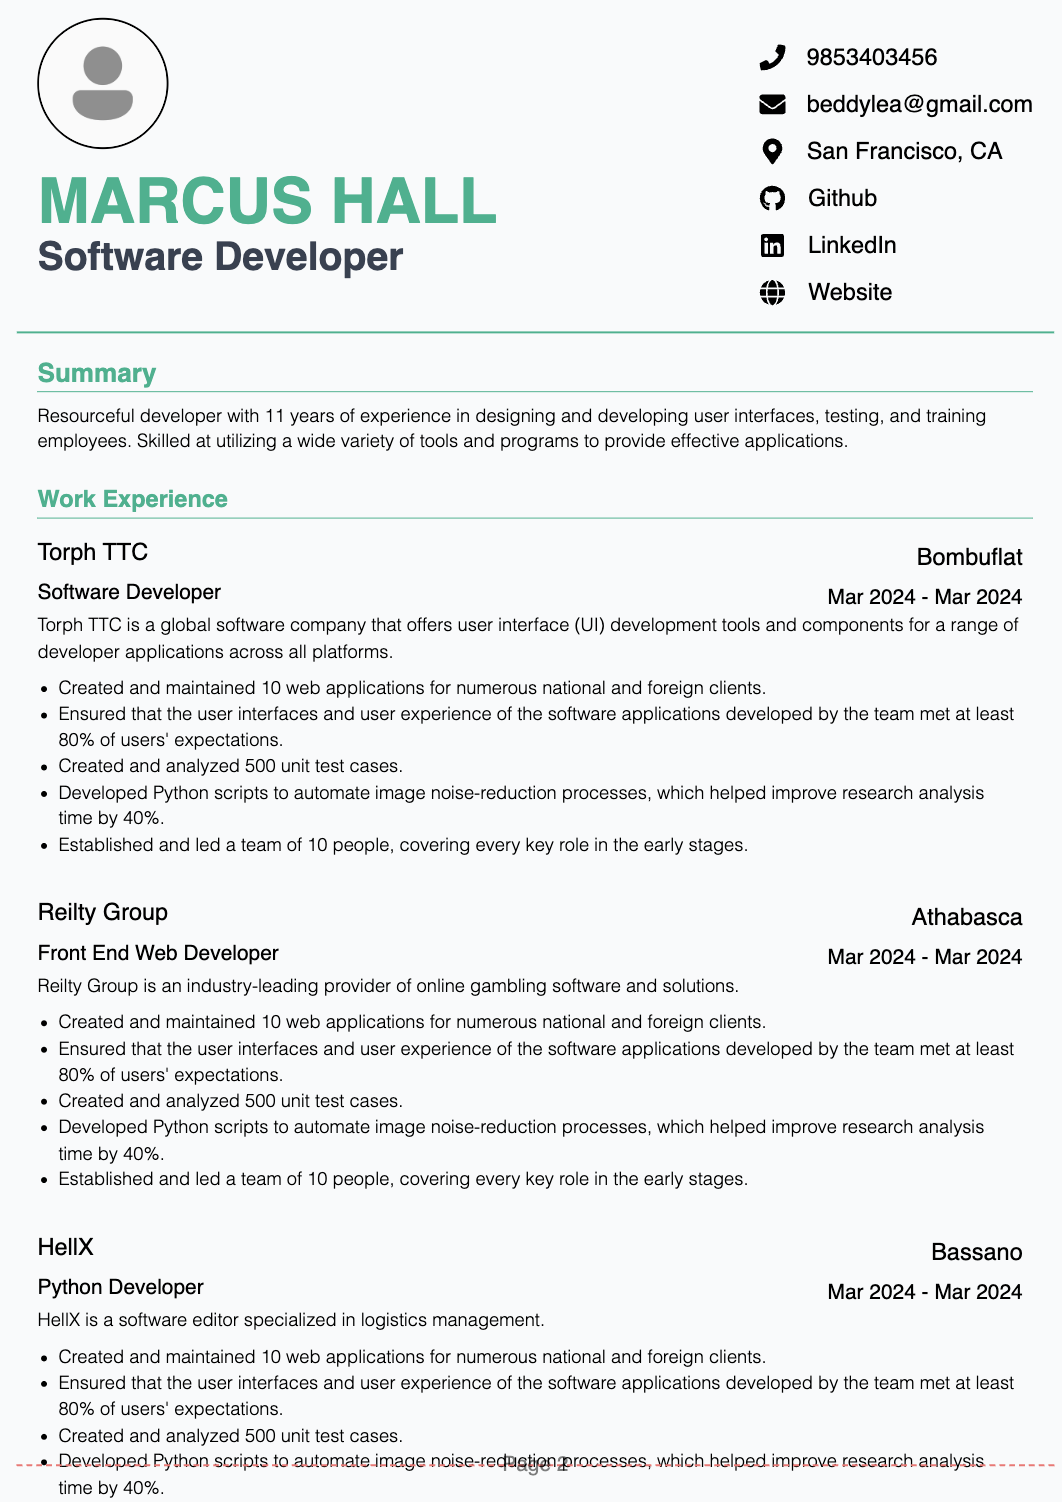 MARCUS HALL
Software Developer
9853403456
beddylea@gmail.com
San Francisco, CA
Github
LinkedIn
Website
Summary
Resourceful developer with 11 years of experience in designing and developing user interfaces, testing, and training
employees. Skilled at utilizing a wide variety of tools and programs to provide effective applications.
Work Experience
Torph TTC
Bombuflat
Software Developer
Mar 2024 - Mar 2024
Torph TTC is a global software company that offers user interface (UI) development tools and components for a range of
developer applications across all platforms.
• Created and maintained 10 web applications for numerous national and foreign clients.
• Ensured that the user interfaces and user experience of the software applications developed by the team met at least
80% of users' expectations.
• Created and analyzed 500 unit test cases.
• Developed Python scripts to automate image noise-reduction processes, which helped improve research analysis
time by 40%.
• Established and led a team of 10 people, covering every key role in the early stages.
Reilty Group
Athabasca
Front End Web Developer
Mar 2024 - Mar 2024
Reilty Group is an industry-leading provider of online gambling software and solutions.
• Created and maintained 10 web applications for numerous national and foreign clients.
• Ensured that the user interfaces and user experience of the software applications developed by the team met at least
80% of users' expectations.
• Created and analyzed 500 unit test cases.
• Developed Python scripts to automate image noise-reduction processes, which helped improve research analysis
time by 40%.
• Established and led a team of 10 people, covering every key role in the early stages.
HellX
Bassano
Python Developer
Mar 2024 - Mar 2024
HellX is a software editor specialized in logistics management.
• Created and maintained 10 web applications for numerous national and foreign clients.
• Ensured that the user interfaces and user experience of the software applications developed by the team met at least
80% of users' expectations.
• Created and analyzed 500 unit test cases.
• Developed Python scripts to automate image noise-reduction processes, which helped improve research analysis
Page
time by 40%.